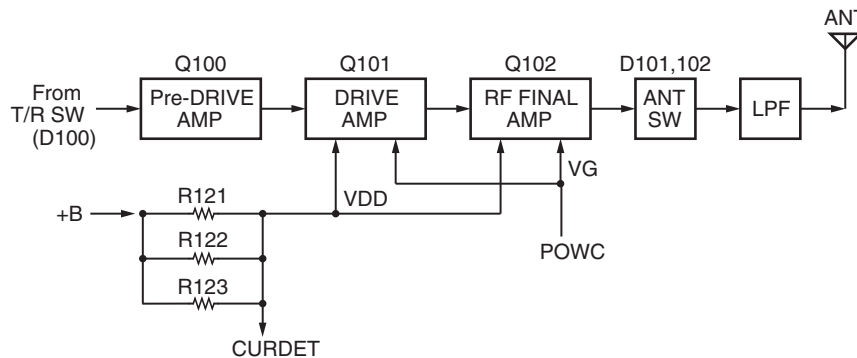 ANT
Q100
Q101
Q102
D101,102
From
T/R SW
(D100)
Pre-DRIVE
AMP
DRIVE
AMP
RF FINAL
AMP
ANT
SW
LPF
VG
R121
VDD
+B
R122
POWC
R123
CURDET